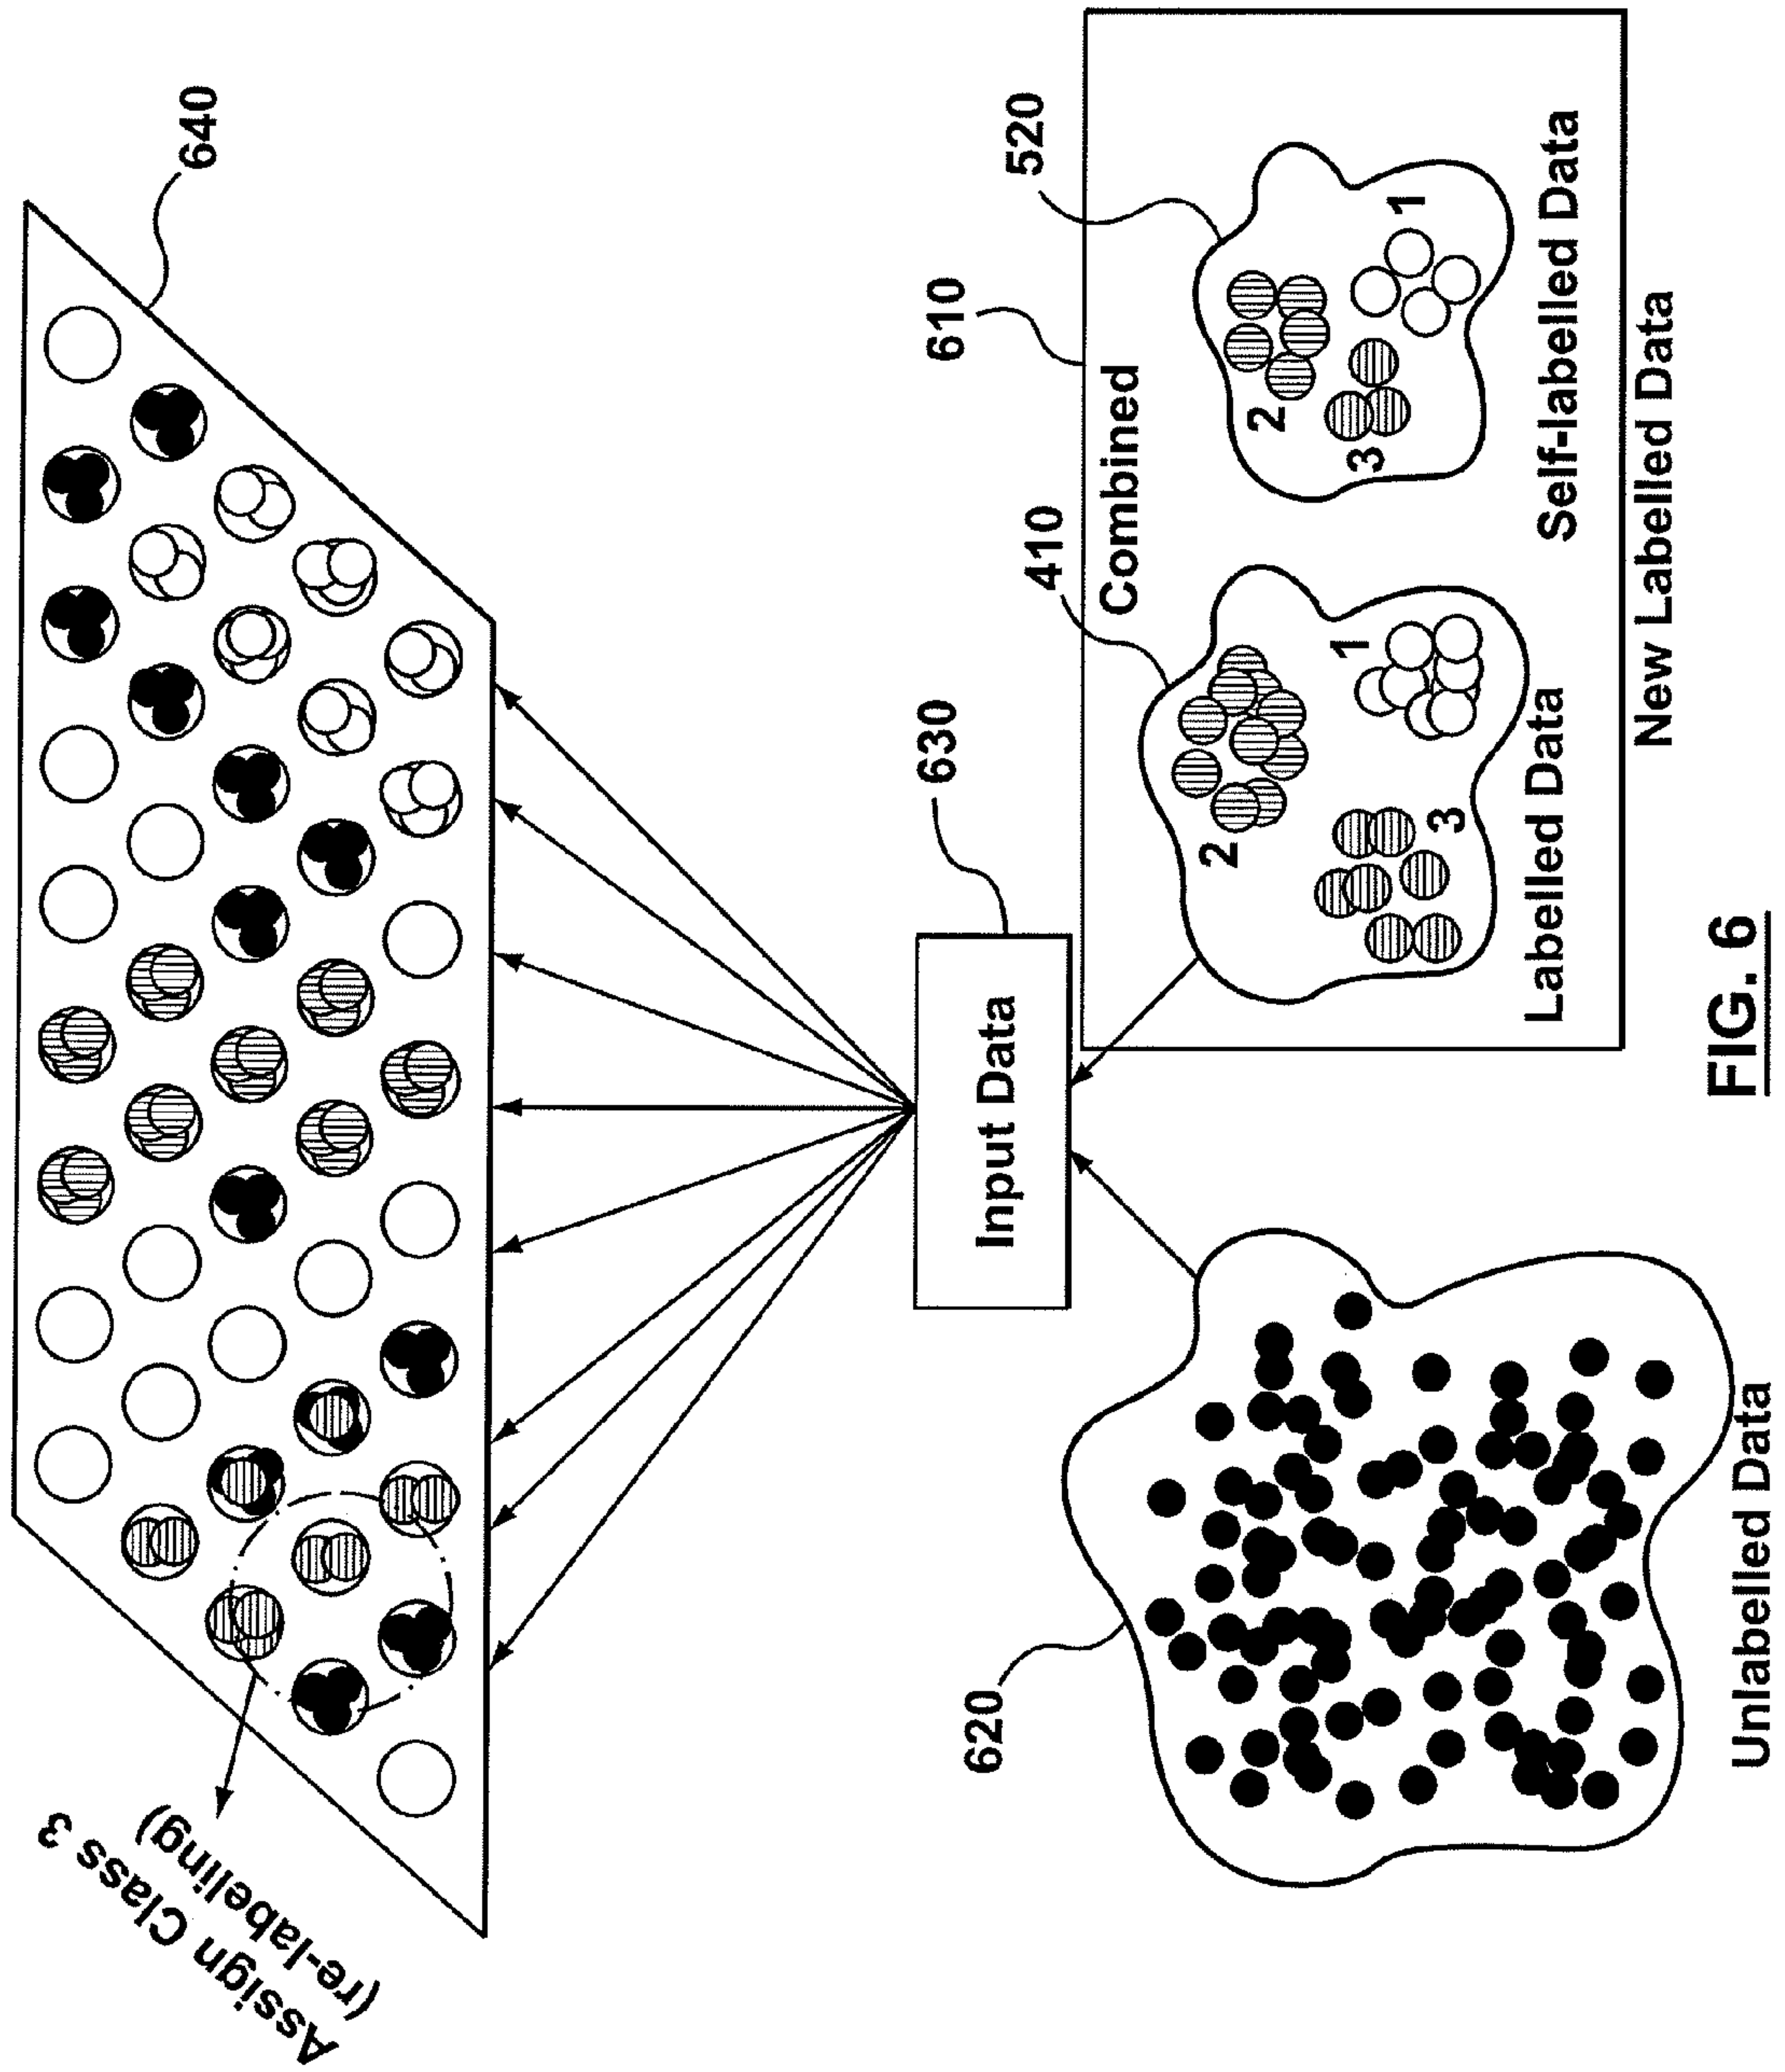 Assign Class 3
(re-labelling)
640
620
630
Input Data
610
Combined
410
520
2
1
3
2
3
1
Labelled Data
Self-labelled Data
New Labelled Data
Unlabelled Data
FIG. 6